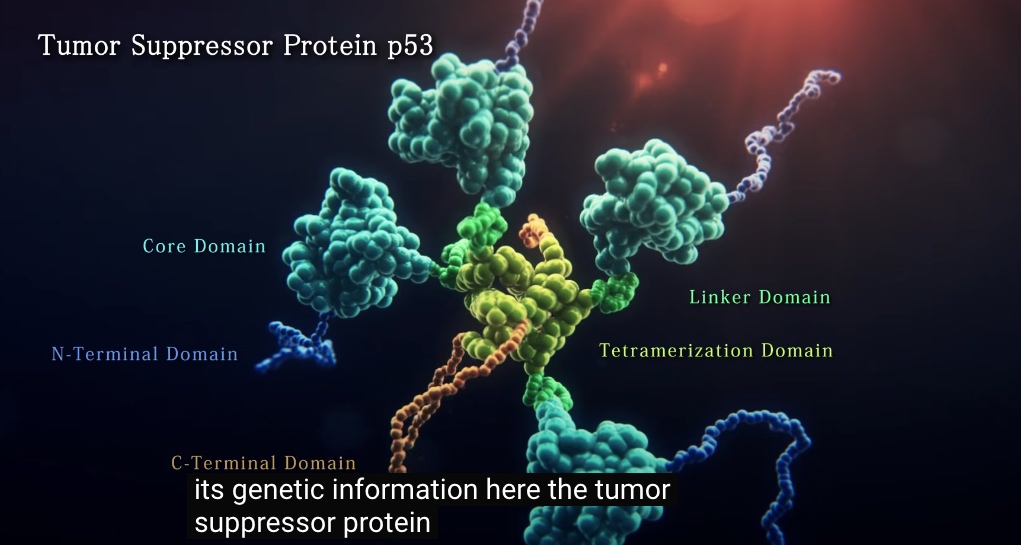 Tumor Suppressor Protein p53
Core Domain
Linker Domain
N-Terminal Domain
Tetramerization Domain
C-Terminal Domain
its genetic information here the tumor
suppressor protein